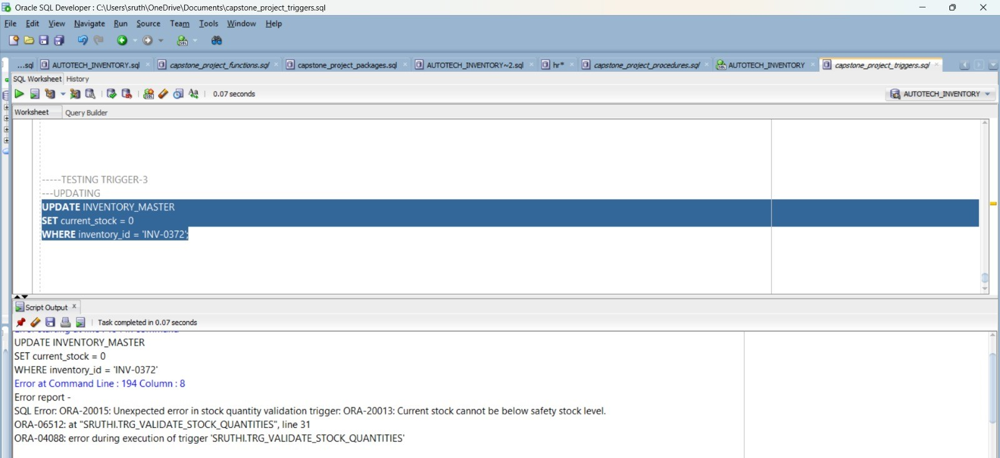 Oracle SQL Developer : C:\Users\sruth\OneDrive\Documents\capstone_project_triggers.sql
File Edit View Navigate Run Source Team Tools Window Help
...sql AUTOTECH_INVENTORY.sql capstone_project_functions.sql capstone_project_packages.sql AUTOTECH_INVENTORY~2.sql hr* capstone_project_procedures.sql AUTOTECH_INVENTORY capstone_project_triggers.sql
SQL Worksheet History
0.07 seconds AUTOTECH_INVENTORY
Worksheet Query Builder
-----TESTING TRIGGER-3
---UPDATING
UPDATE INVENTORY_MASTER
SET current_stock = 0
WHERE inventory_id = 'INV-0372';
Script Output x
Task completed in 0.07 seconds
UPDATE INVENTORY_MASTER
SET current_stock = 0
WHERE inventory_id = 'INV-0372'
Error at Command Line : 194 Column : 8
Error report -
SQL Error: ORA-20015: Unexpected error in stock quantity validation trigger: ORA-20013: Current stock cannot be below safety stock level.
ORA-06512: at "SRUTHI.TRG_VALIDATE_STOCK_QUANTITIES", line 31
ORA-04088: error during execution of trigger 'SRUTHI.TRG_VALIDATE_STOCK_QUANTITIES'